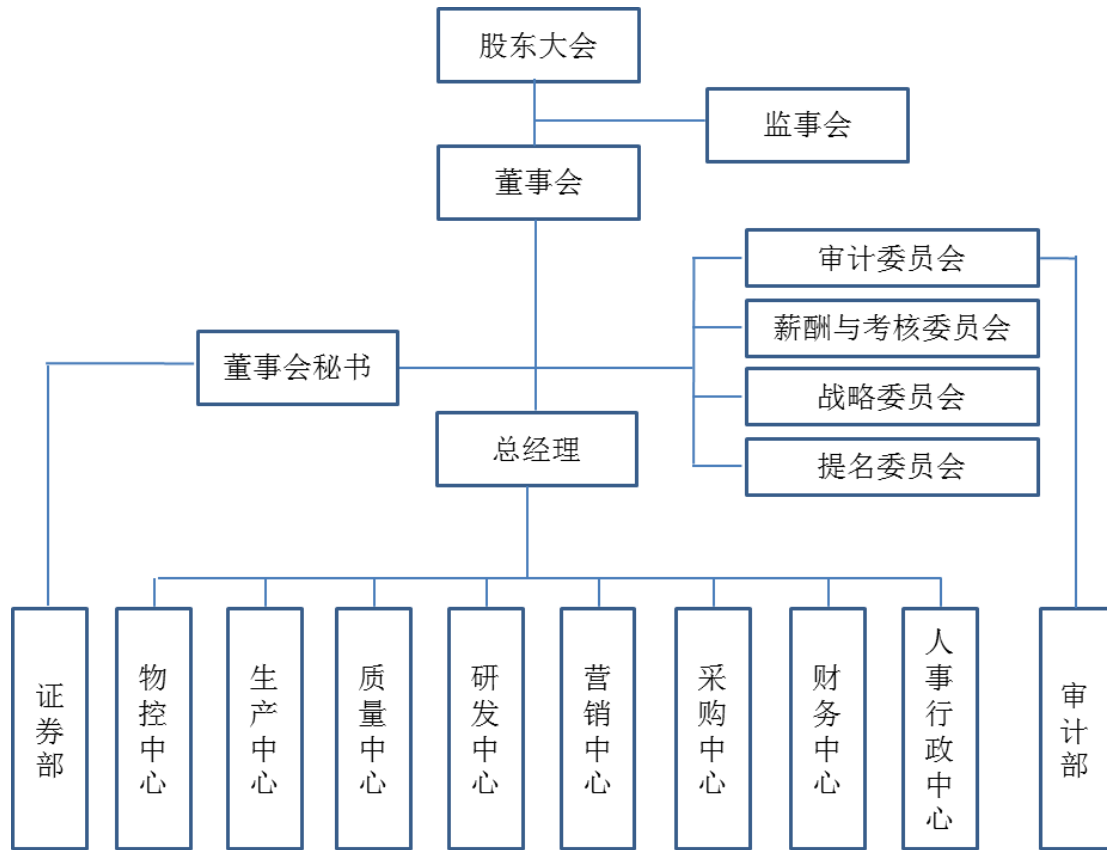 股东大会
监事会
董事会
审计委员会
薪酬与考核委员会
董事会秘书
战略委员会
总经理
提名委员会
证券部
物控中心
生产中心
质量中心
研发中心
营销中心
采购中心
财务中心
人事行政中心
审计部